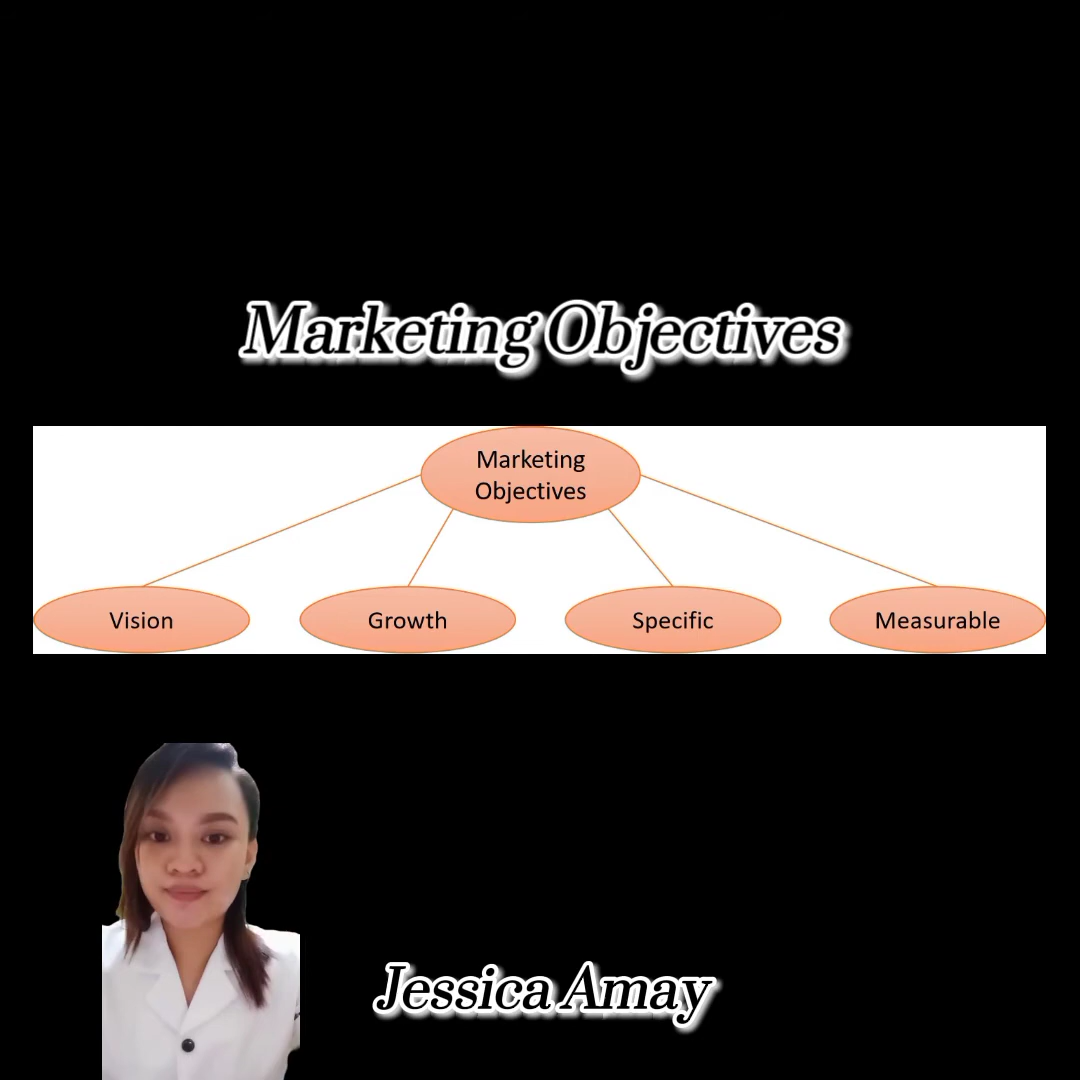 Marketing Objectives
Marketing
Objectives
Vision
Growth
Specific
Measurable
Jessica Amay